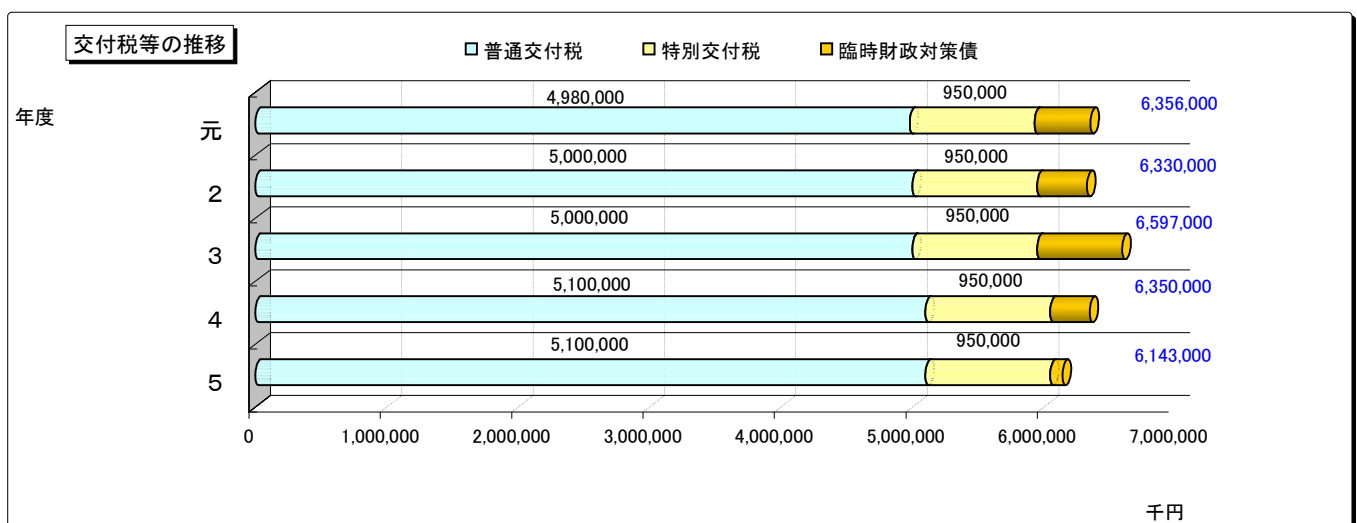 交付税等の推移
普通交付税 特別交付税 臨時財政対策債
年度
元 4,980,000 950,000 6,356,000
2 5,000,000 950,000 6,330,000
3 5,000,000 950,000 6,597,000
4 5,100,000 950,000 6,350,000
5 5,100,000 950,000 6,143,000
0 1,000,000 2,000,000 3,000,000 4,000,000 5,000,000 6,000,000 7,000,000
千円